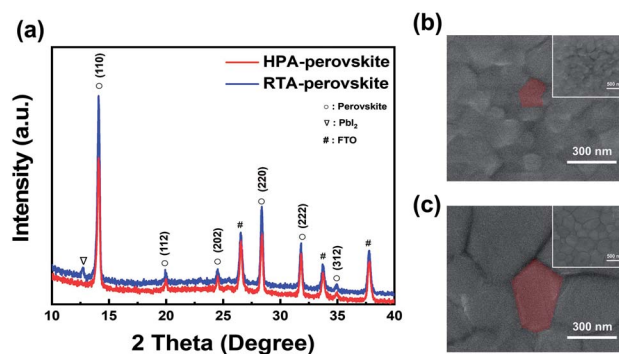 (a)
HPA-perovskite
RTA-perovskite
○ : Perovskite
▽ : PbI₂
# : FTO
(110)
(112)
(202)
#
(220)
(222)
#
(312)
#
Intensity (a.u.)
10 15 20 25 30 35 40
2 Theta (Degree)
(b)
300 nm
(c)
300 nm